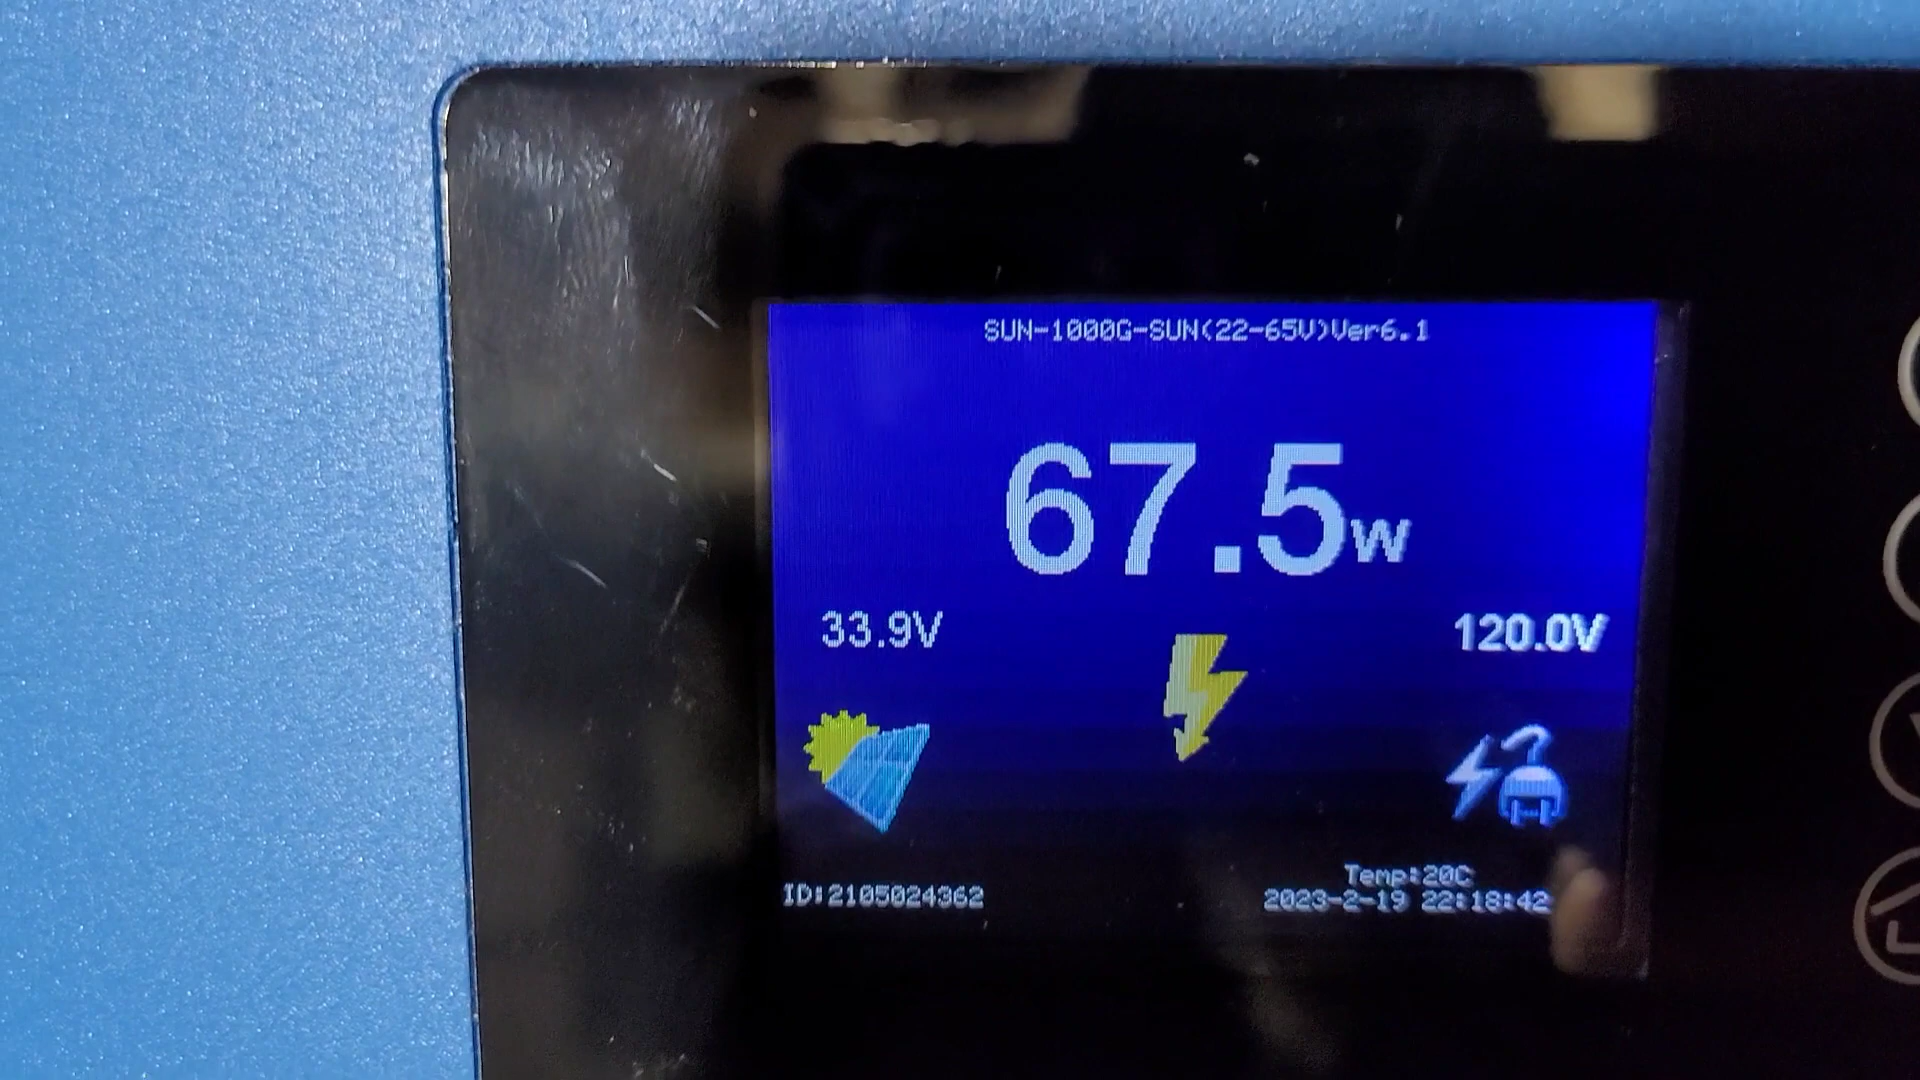 SUN-1000G-SUN(22-65V)Ver6.1
67.5W
33.9V
120.0V
Temp:20C
ID:2105024362
2023-2-19 22:18:42